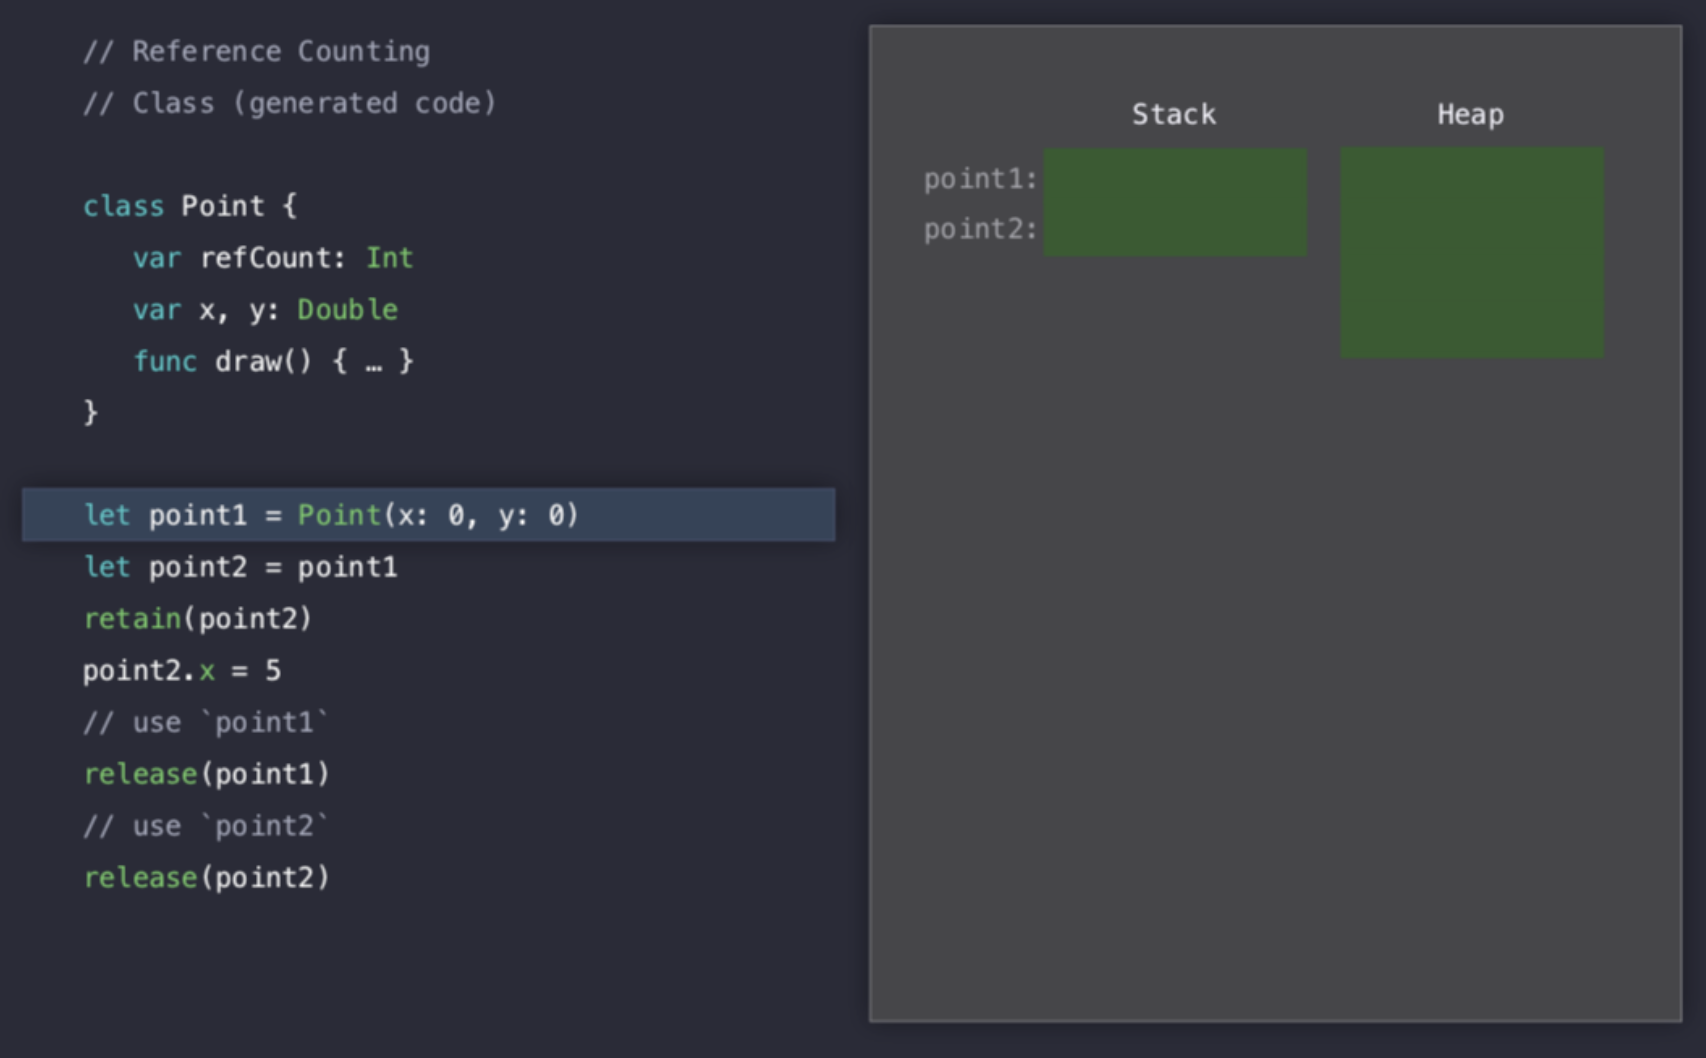 // Reference Counting
// Class (generated code)
class Point {
var refCount: Int
var x, y: Double
func draw() { … }
}
let point1 = Point(x: 0, y: 0)
let point2 = point1
retain(point2)
point2.x = 5
// use `point1`
release(point1)
// use `point2`
release(point2)
Stack Heap
point1:
point2: